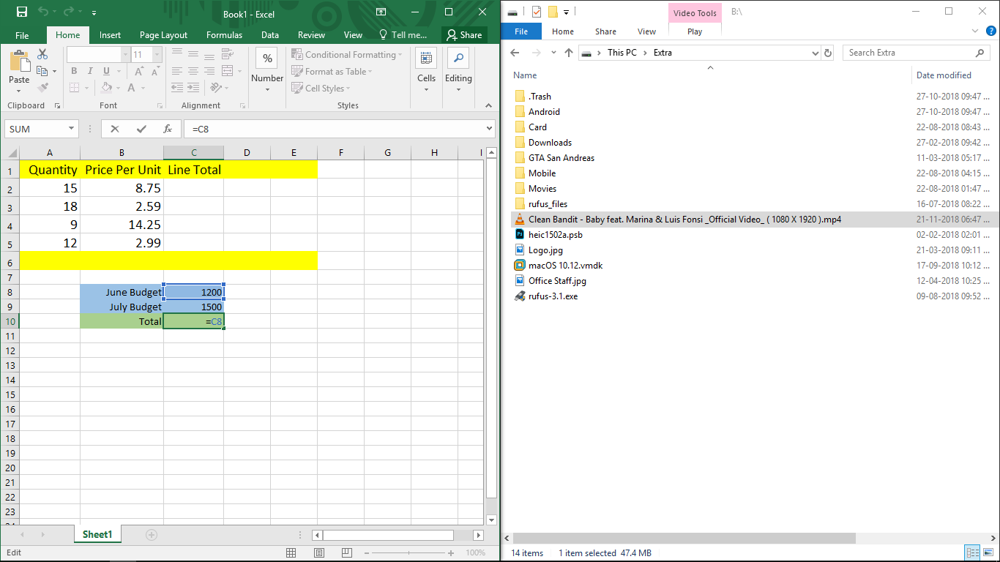 Book1 - Excel
File Home Insert Page Layout Formulas Data Review View Tell me... Share
Paste
11
B I U
A A
A
Conditional Formatting
Format as Table
Cell Styles
%
Number
Cells
Editing
Clipboard Font Alignment Styles
SUM fx =C8
A B C D E F G H I
1 Quantity Price Per Unit Line Total
2 15 8.75
3 18 2.59
4 9 14.25
5 12 2.99
6
7
8 June Budget 1200
9 July Budget 1500
10 Total =C8
11
12
13
14
15
16
17
18
19
20
21
22
23
24
Sheet1
Edit 100%
Video Tools B:\
File Home Share View Play
This PC Extra Search Extra
Name Date modified
.Trash 27-10-2018 09:47 ...
Android 27-10-2018 09:47 ...
Card 22-08-2018 08:43 ...
Downloads 27-02-2018 09:42 ...
GTA San Andreas 11-03-2018 05:17 ...
Mobile 22-08-2018 04:15 ...
Movies 22-08-2018 01:47 ...
rufus_files 16-07-2018 08:22 ...
Clean Bandit - Baby feat. Marina & Luis Fonsi _Official Video_ ( 1080 X 1920 ).mp4 21-11-2018 06:47 ...
heic1502a.psb 02-02-2018 02:01 ...
Logo.jpg 21-03-2018 09:11 ...
macOS 10.12.vmdk 17-09-2018 10:12 ...
Office Staff.jpg 12-04-2018 10:25 ...
rufus-3.1.exe 09-08-2018 09:52 ...
14 items 1 item selected 47.4 MB